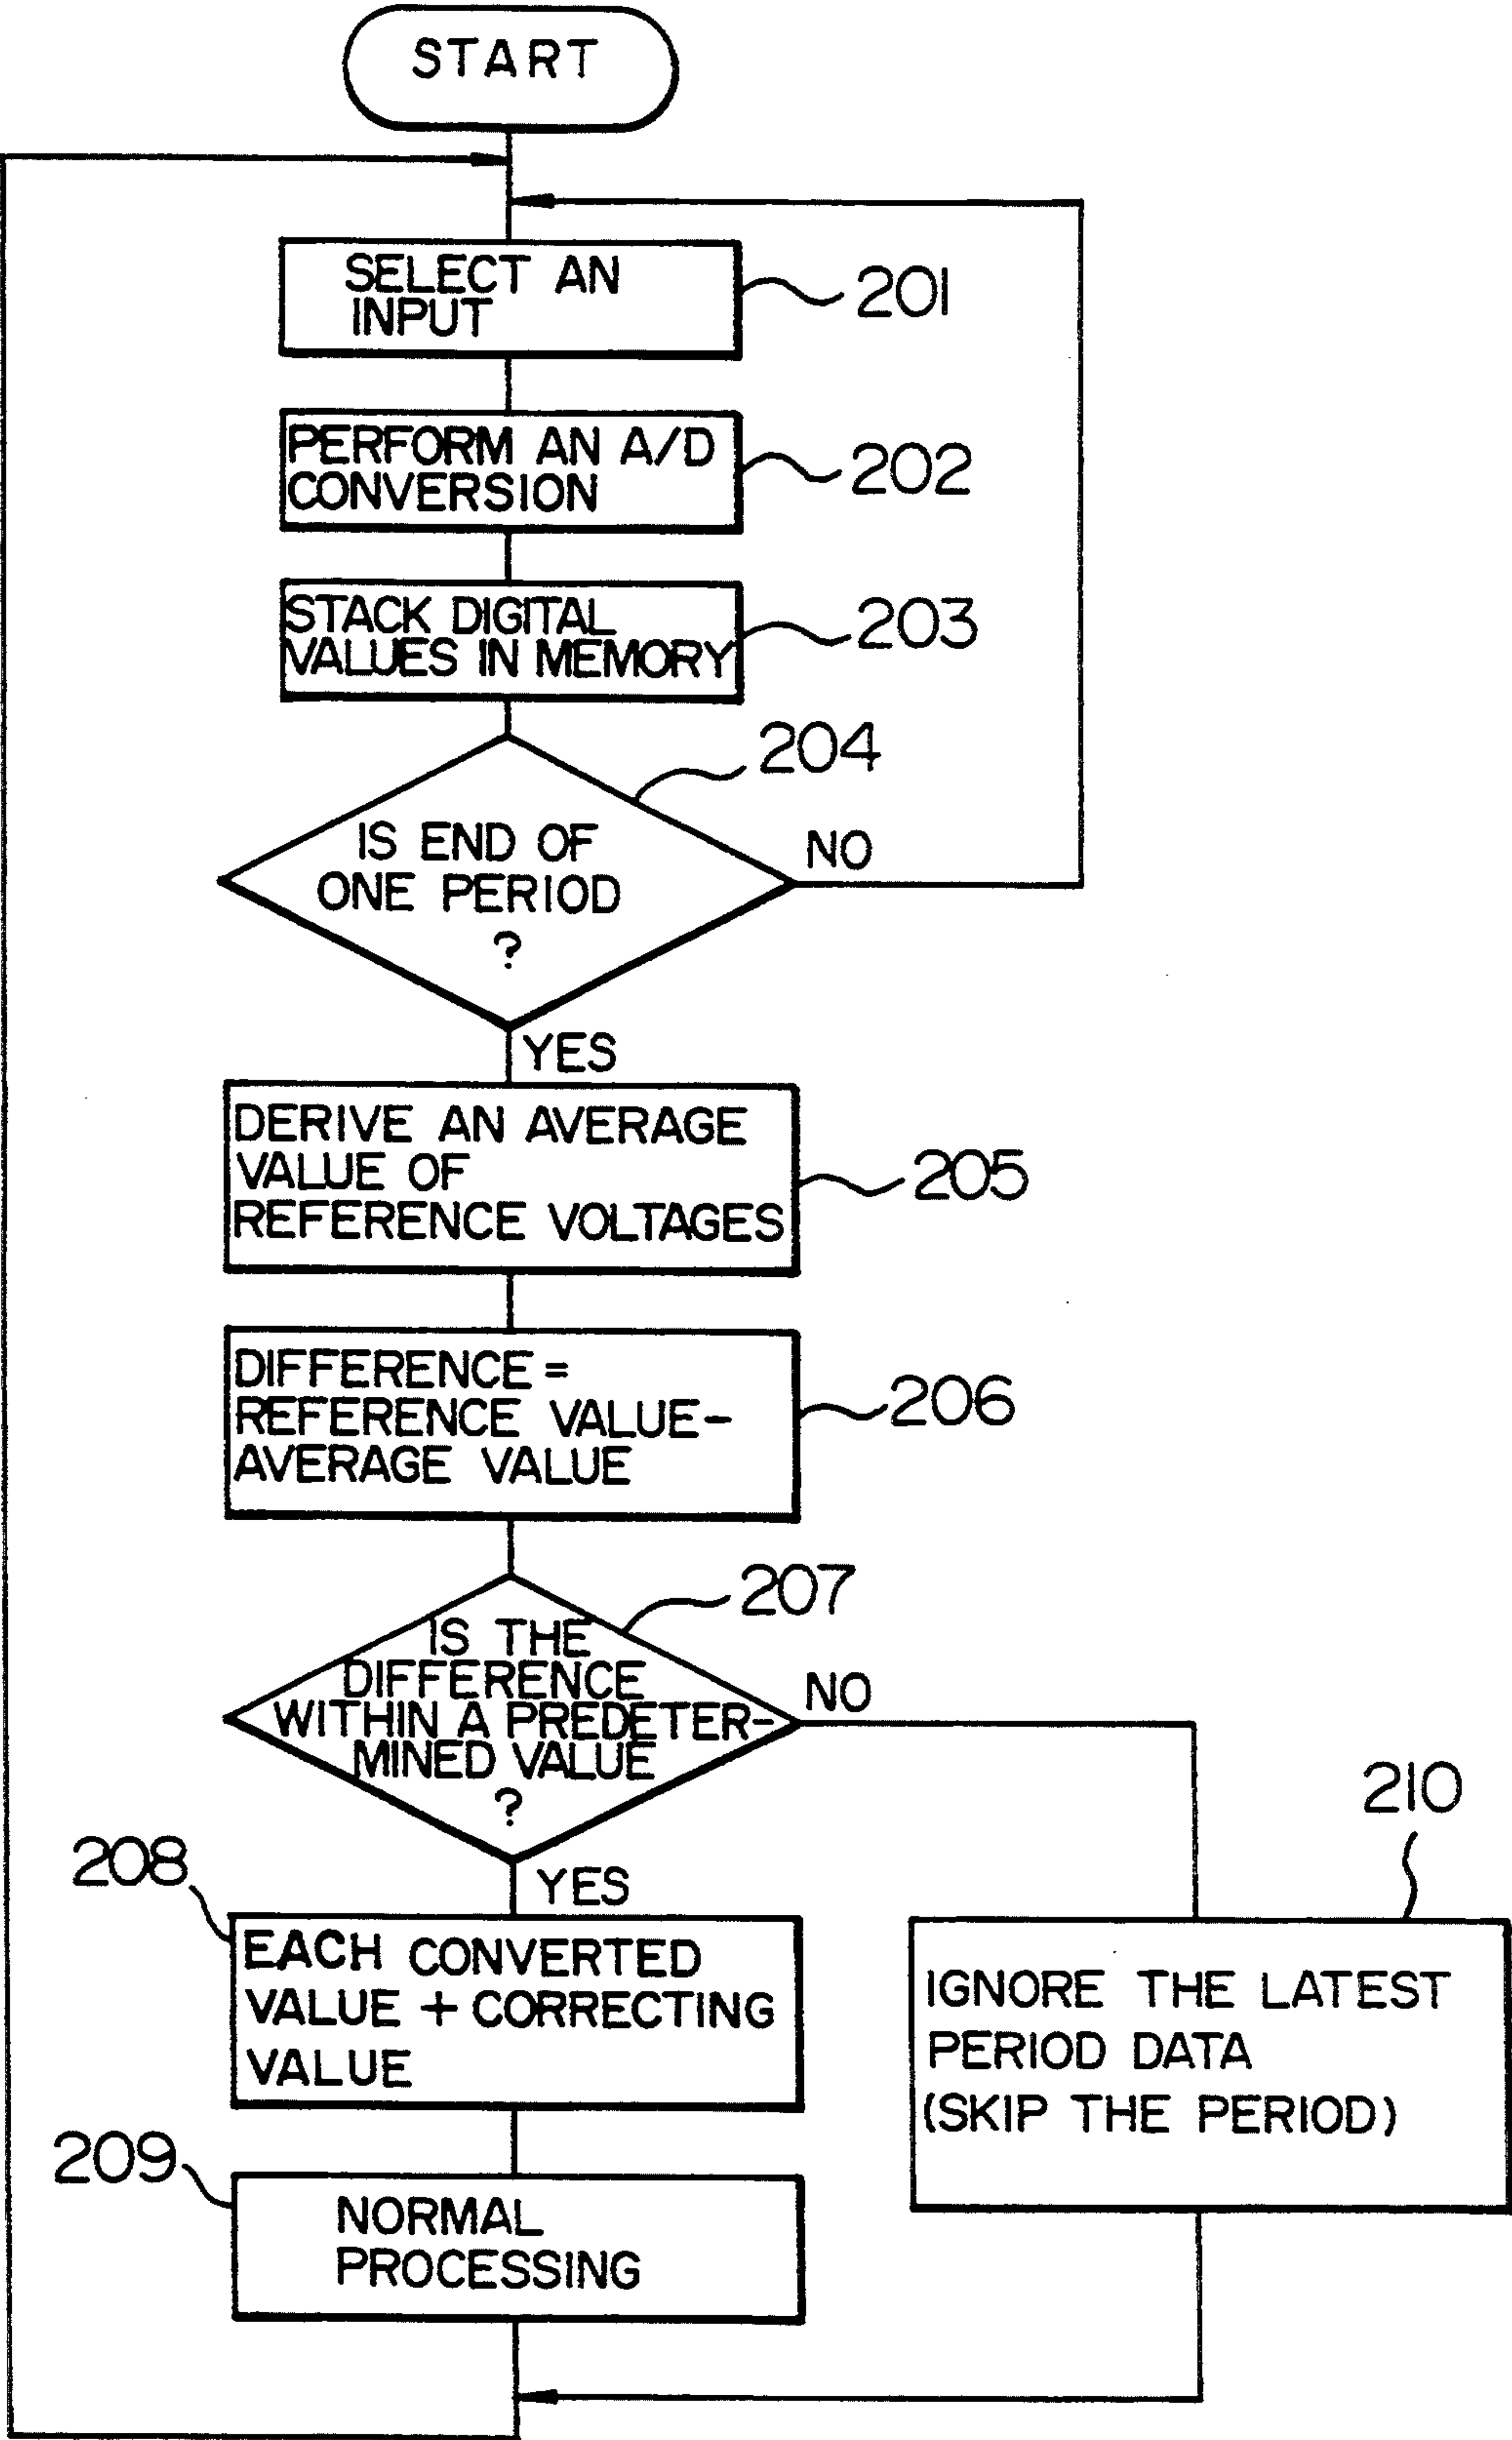 START
SELECT AN
INPUT
201
PERFORM AN A/D
CONVERSION
202
STACK DIGITAL
VALUES IN MEMORY
203
204
IS END OF
ONE PERIOD
?
NO
YES
DERIVE AN AVERAGE
VALUE OF
REFERENCE VOLTAGES
205
DIFFERENCE =
REFERENCE VALUE-
AVERAGE VALUE
206
207
IS THE
DIFFERENCE
WITHIN A PREDETER-
MINED VALUE
?
NO
YES
208
EACH CONVERTED
VALUE + CORRECTING
VALUE
210
IGNORE THE LATEST
PERIOD DATA
(SKIP THE PERIOD)
209
NORMAL
PROCESSING